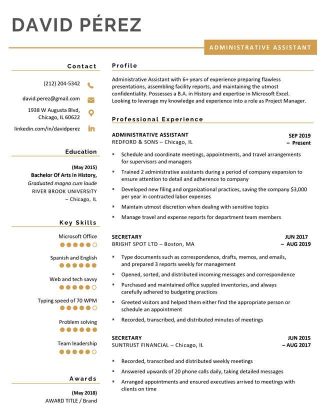 DAVID PÉREZ
ADMINISTRATIVE ASSISTANT
Contact
(212) 204-5342
david.perez@gmail.com
1938 W Augusta Blvd,
Chicago, IL 60622
linkedin.com/in/davidperez
Education
(May 2015)
Bachelor Of Arts in History,
Graduated magna cum laude
RIVER BROOK UNIVERSITY
– Chicago, IL
Key Skills
Microsoft Office
Spanish and English
Web and tech savvy
Typing speed of 70 WPM
Problem solving
Team leadership
Awards
(May 2018)
AWARD TITLE / Brand
Profile
Administrative Assistant with 6+ years of experience preparing flawless
presentations, assembling facility reports, and maintaining the utmost
confidentiality. Possesses a B.A. in History and expertise in Microsoft Excel.
Looking to leverage my knowledge and experience into a role as Project Manager.
Professional Experience
ADMINISTRATIVE ASSISTANT
SEP 2019
REDFORD & SONS – Chicago, IL
– Present
Schedule and coordinate meetings, appointments, and travel arrangements
for supervisors and managers
Trained 2 administrative assistants during a period of company expansion
to ensure attention to detail and adherence to company
Developed new filing and organizational practices, saving the company $3,000
per year in contracted labor expenses
Maintain utmost discretion when dealing with sensitive topics
Manage travel and expense reports for department team members
SECRETARY
JUN 2017
BRIGHT SPOT LTD – Boston, MA
– AUG 2019
Type documents such as correspondence, drafts, memos, and emails,
and prepared 3 reports weekly for management
Opened, sorted, and distributed incoming messages and correspondence
Purchased and maintained office supplies inventories, and always
carefully adhered to budgeting practices
Greeted visitors and helped them either find the appropriate person or
schedule an appointment
Recorded, transcribed, and distributed minutes of meetings
SECRETARY
JUN 2015
SUNTRUST FINANCIAL – Chicago, IL
– AUG 2017
Recorded, transcribed and distributed weekly meetings
Answered upwards of 20 phone calls daily, taking detailed messages
Arranged appointments and ensured executives arrived to meetings with
clients on time